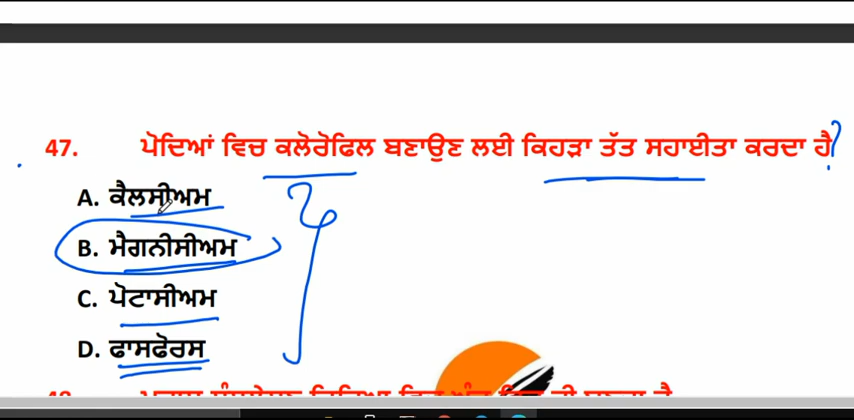 47. ਪੋਦਿਆਂ ਵਿਚ ਕਲੋਰੋਫਿਲ ਬਣਾਉਣ ਲਈ ਕਿਹੜਾ ਤੱਤ ਸਹਾਈਤਾ ਕਰਦਾ ਹੈ?
A. ਕੈਲਸੀਅਮ
B. ਮੈਗਨੀਸੀਅਮ
C. ਪੋਟਾਸੀਅਮ
D. ਫਾਸਫੋਰਸ